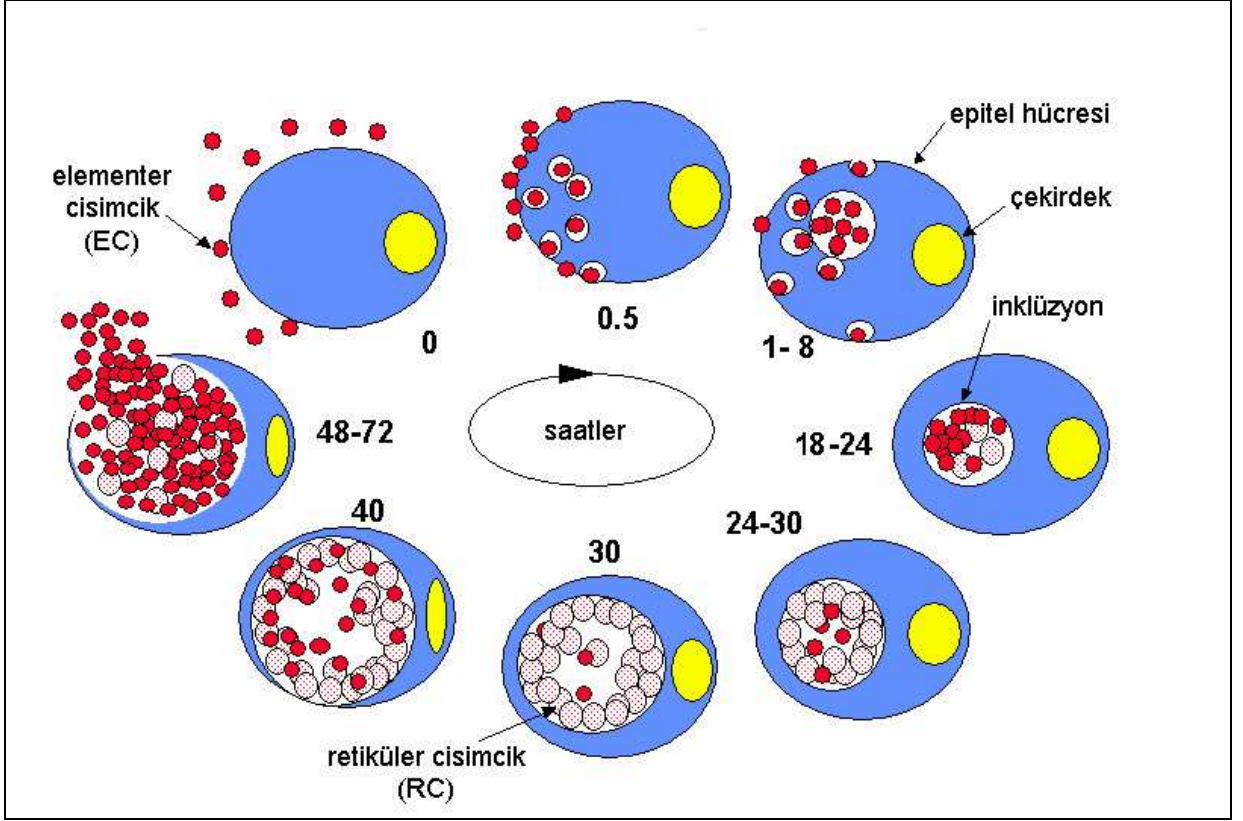 epitel hücresi
elementer
cisimcik
(EC)
çekirdek
inklüzyon
0
0.5
1- 8
48-72
saatler
18-24
40
30
24-30
retiküler cisimcik
(RC)